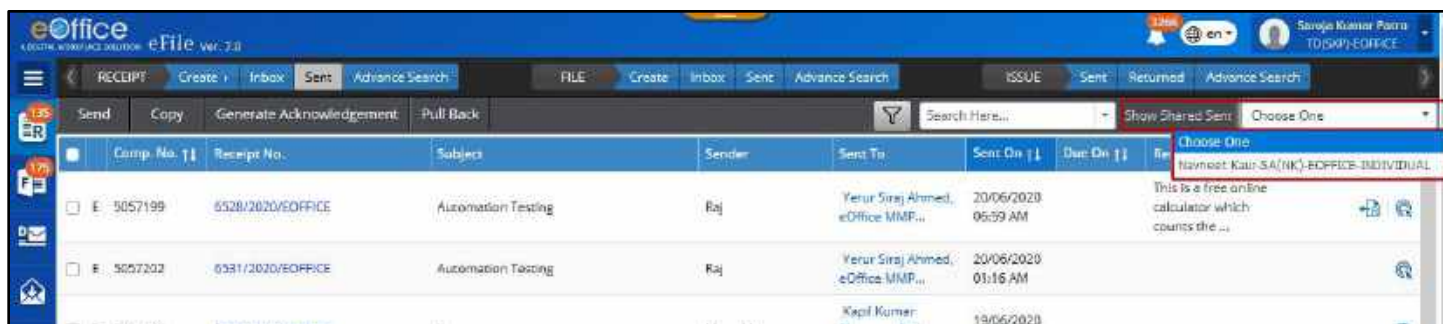 eOffice
A DIGITAL WORKPLACE SOLUTION eFile Ver. 7.0
1266
en
Saroja Kumar Patra
TD(SKP)-EOFFICE
RECEIPT Create Inbox Sent Advance Search FILE Create Inbox Sent Advance Search ISSUE Sent Returned Advance Search
135
R
Send Copy Generate Acknowledgement Pull Back Search Here... Show Shared Sent Choose One
Choose One
Navneet Kaur-SA(NK)-EOFFICE-INDIVIDUAL
Comp. No. Receipt No. Subject Sender Sent To Sent On Due On
175
F
E 5057199 6528/2020/EOFFICE Automation Testing Raj Yerur Siraj Ahmed, eOffice MMP... 20/06/2020 06:59 AM This is a free online calculator which counts the ...
E 5057202 6531/2020/EOFFICE Automation Testing Raj Yerur Siraj Ahmed, eOffice MMP... 20/06/2020 01:16 AM
Kapil Kumar
19/06/2020